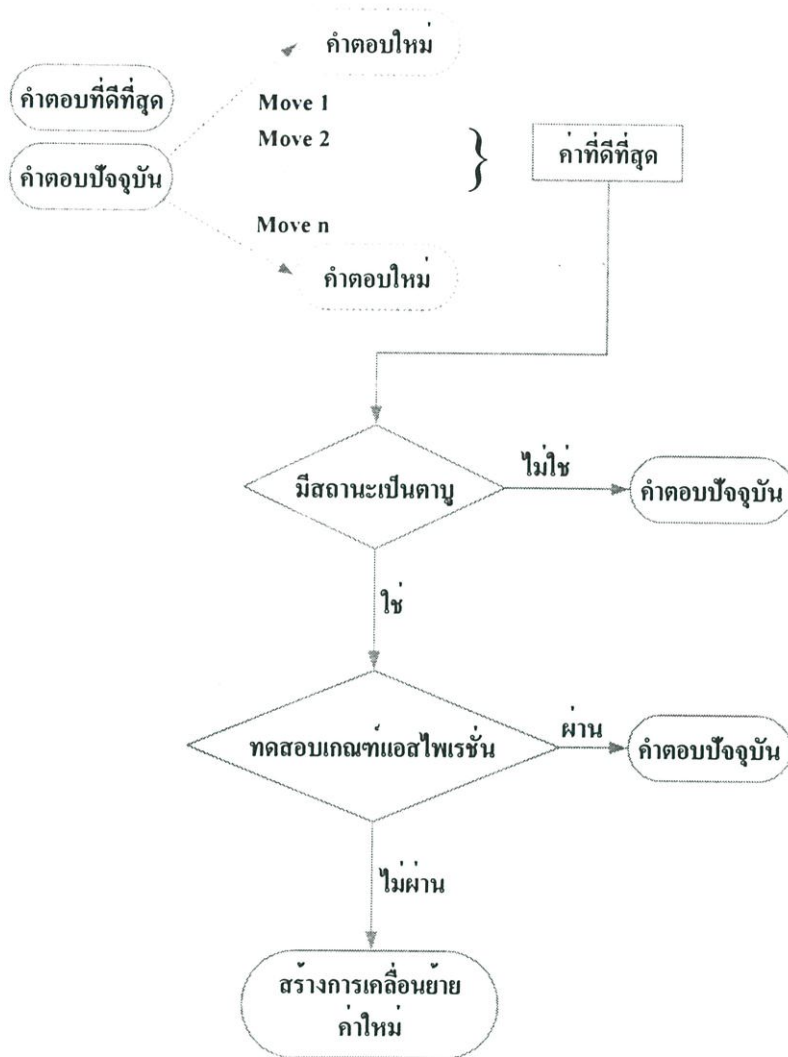 คำตอบใหม่
คำตอบที่ดีที่สุด
Move 1
Move 2
ค่าที่ดีที่สุด
}
คำตอบปัจจุบัน
Move n
คำตอบใหม่
มีสถานะเป็นตาบู
ไม่ใช่
คำตอบปัจจุบัน
ใช่
ทดสอบเกณฑ์แอสไพเรชั่น
ผ่าน
คำตอบปัจจุบัน
ไม่ผ่าน
สร้างการเคลื่อนย้าย
ค่าใหม่